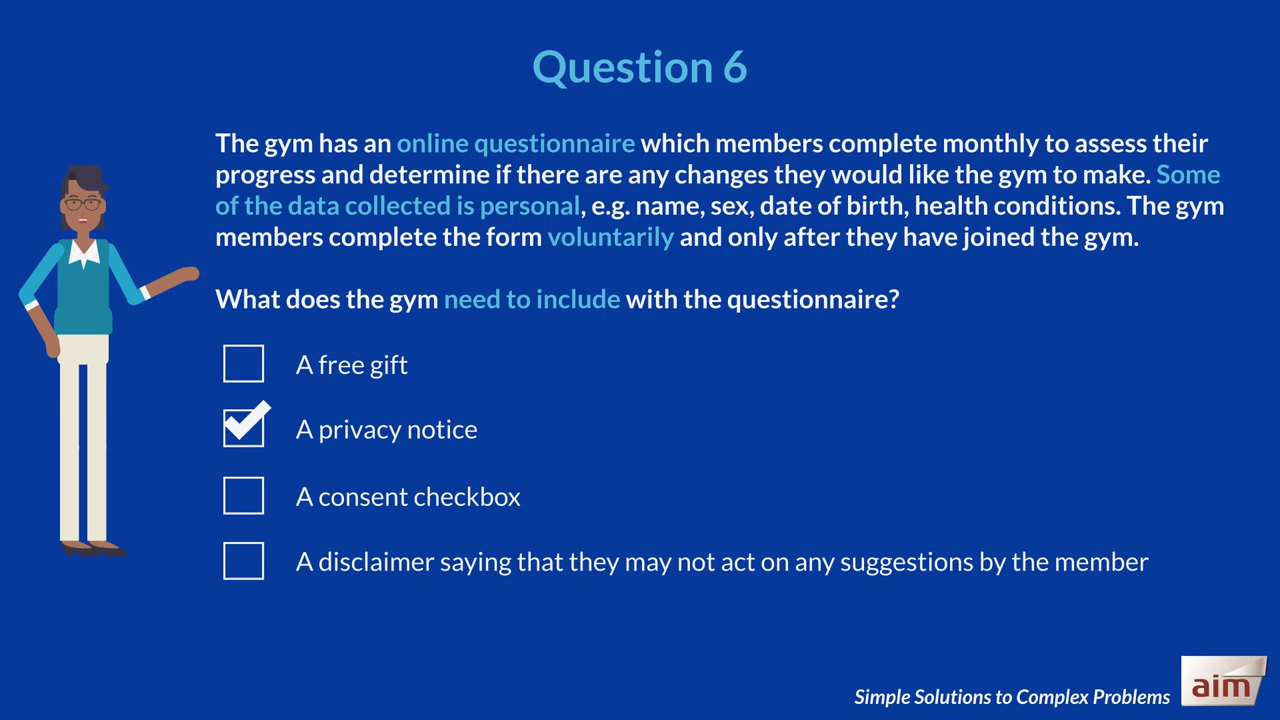 Question 6
The gym has an online questionnaire which members complete monthly to assess their
progress and determine if there are any changes they would like the gym to make. Some
of the data collected is personal, e.g. name, sex, date of birth, health conditions. The gym
members complete the form voluntarily and only after they have joined the gym.
What does the gym need to include with the questionnaire?
A free gift
A privacy notice
A consent checkbox
A disclaimer saying that they may not act on any suggestions by the member
Simple Solutions to Complex Problems
aim